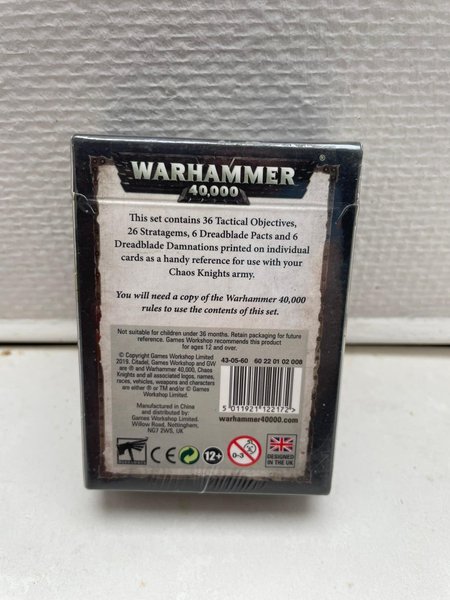 WARHAMMER
®
40,000
This set contains 36 Tactical Objectives,
26 Stratagems, 6 Dreadblade Pacts and 6
Dreadblade Damnations printed on individual
cards as a handy reference for use with your
Chaos Knights army.
You will need a copy of the Warhammer 40,000
rules to use the contents of this set.
Not suitable for children under 36 months. Retain packaging for future
reference. Games Workshop recommends this product
for ages 12 and over.
© Copyright Games Workshop Limited
2019. Citadel, Games Workshop and GW
are ® and Warhammer 40,000, Chaos
Knights and all associated logos, names,
races, vehicles, weapons and characters
are either ® or TM and/or © Games
Workshop Limited.
Manufactured in China
and distributed by:
Games Workshop Limited,
Willow Road, Nottingham,
NG7 2WS, UK
43-05-60 60 22 01 02 000
5 011921 122172 >
warhammer40000.com
WARHAMMER
CE
12+
0-3
DESIGNED
IN THE UK